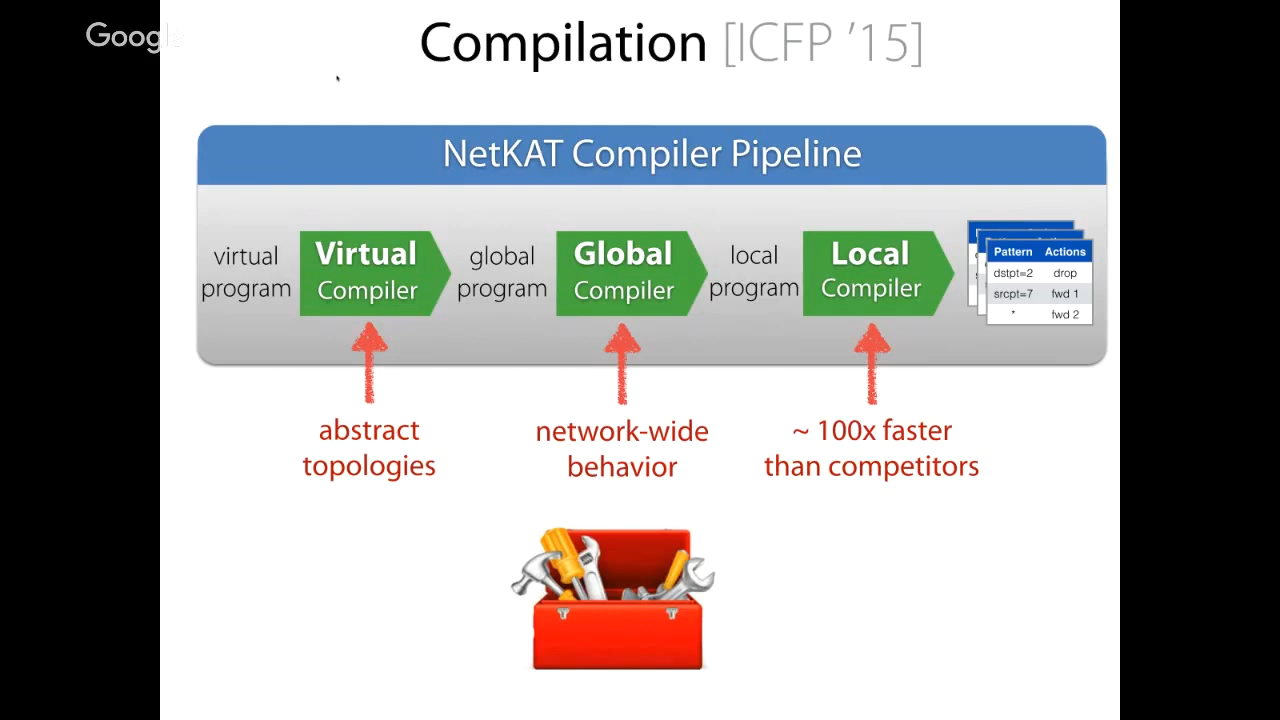 Google
Compilation [ICFP ’15]
NetKAT Compiler Pipeline
virtual
program
Virtual
Compiler
global
program
Global
Compiler
local
program
Local
Compiler
Pattern Actions
dstpt=2 drop
srcpt=7 fwd 1
* fwd 2
abstract
topologies
network-wide
behavior
~ 100x faster
than competitors